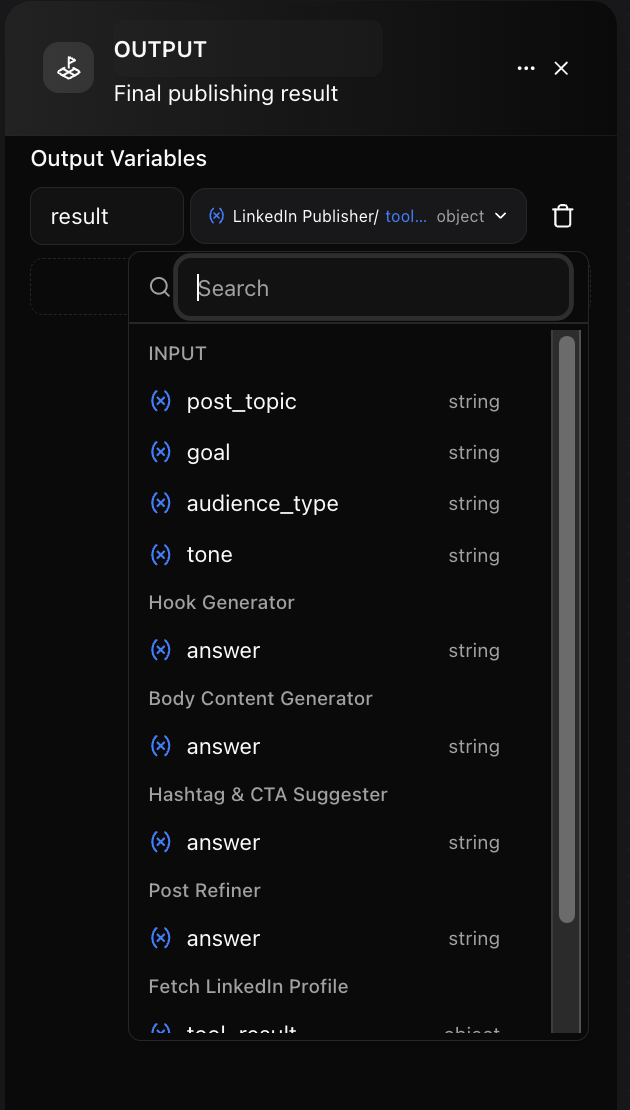 OUTPUT
Final publishing result
Output Variables
result
LinkedIn Publisher/ tool... object
Search
INPUT
post_topic string
goal string
audience_type string
tone string
Hook Generator
answer string
Body Content Generator
answer string
Hashtag & CTA Suggester
answer string
Post Refiner
answer string
Fetch LinkedIn Profile
tool_result object